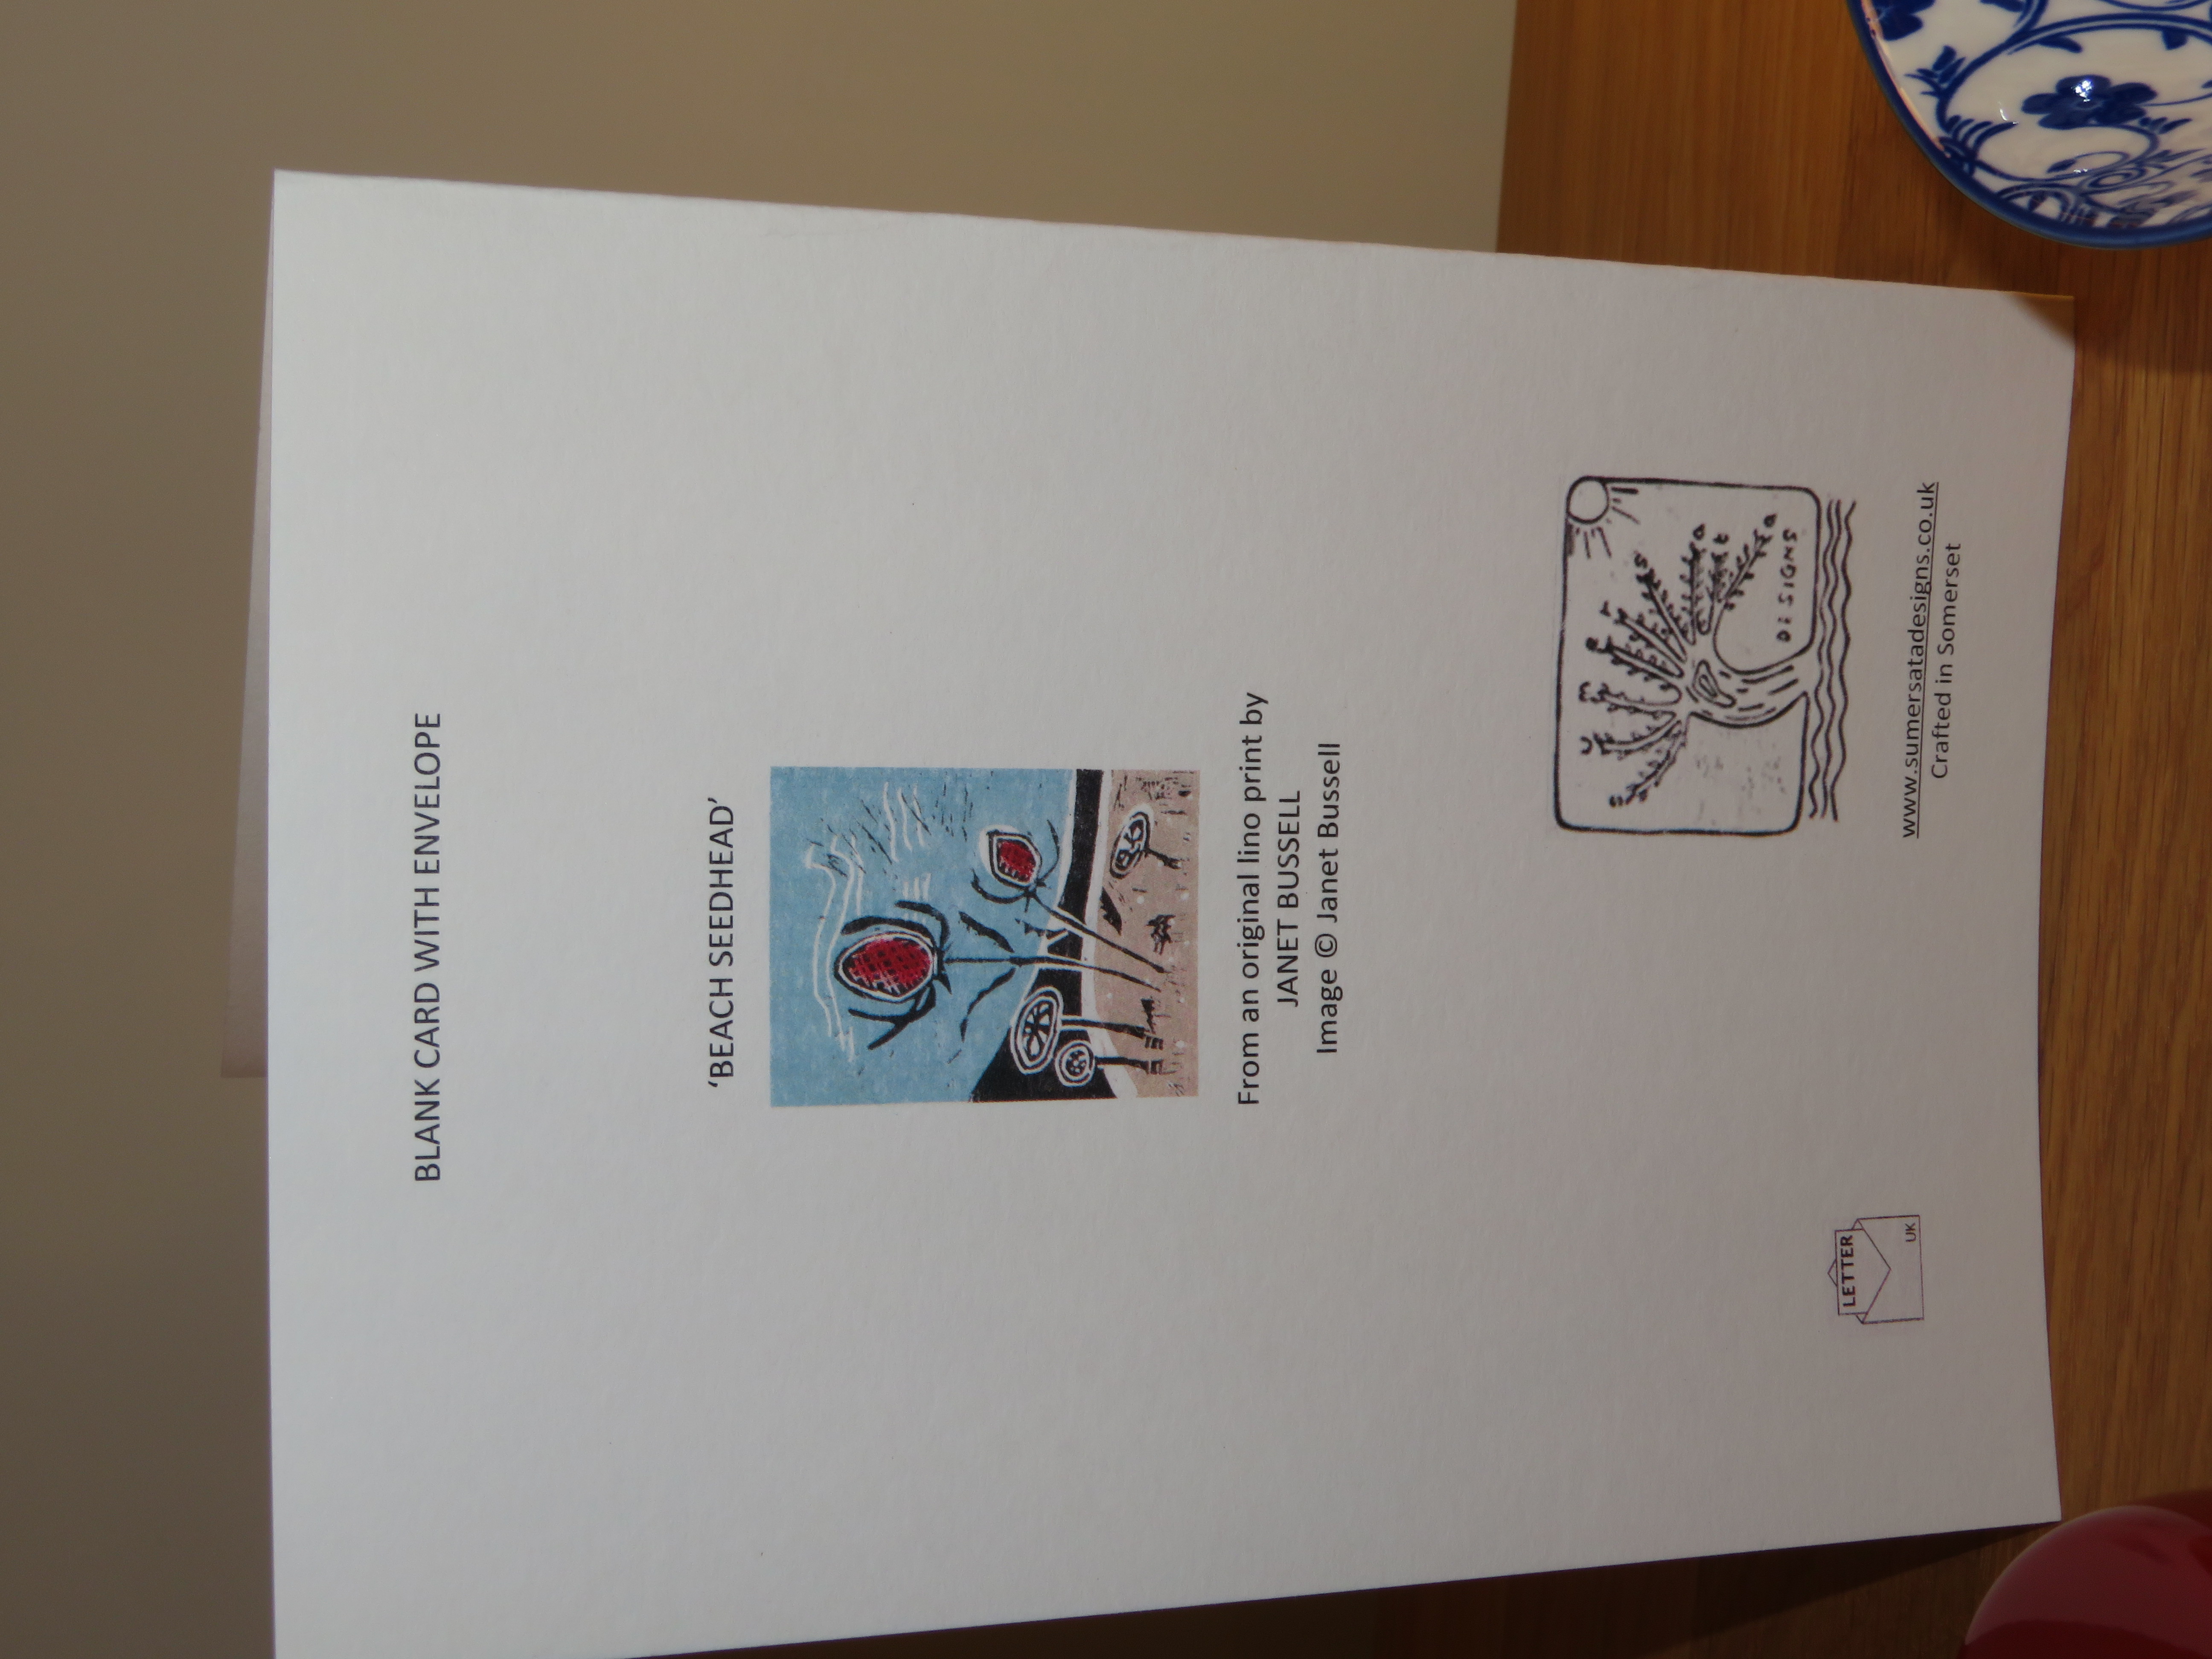 BLANK CARD WITH ENVELOPE
‘BEACH SEEDHEAD’
From an original lino print by
JANET BUSSELL
Image © Janet Bussell
DESIGNS
LETTER
UK
www.sumersatadesigns.co.uk
Crafted in Somerset